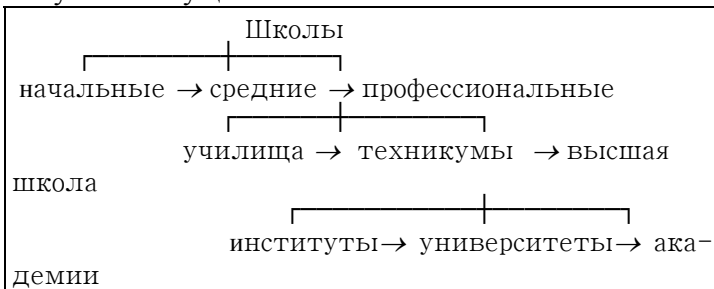 Школы
начальные → средние → профессиональные
училища → техникумы → высшая
школа
институты→ университеты→ ака-
демии